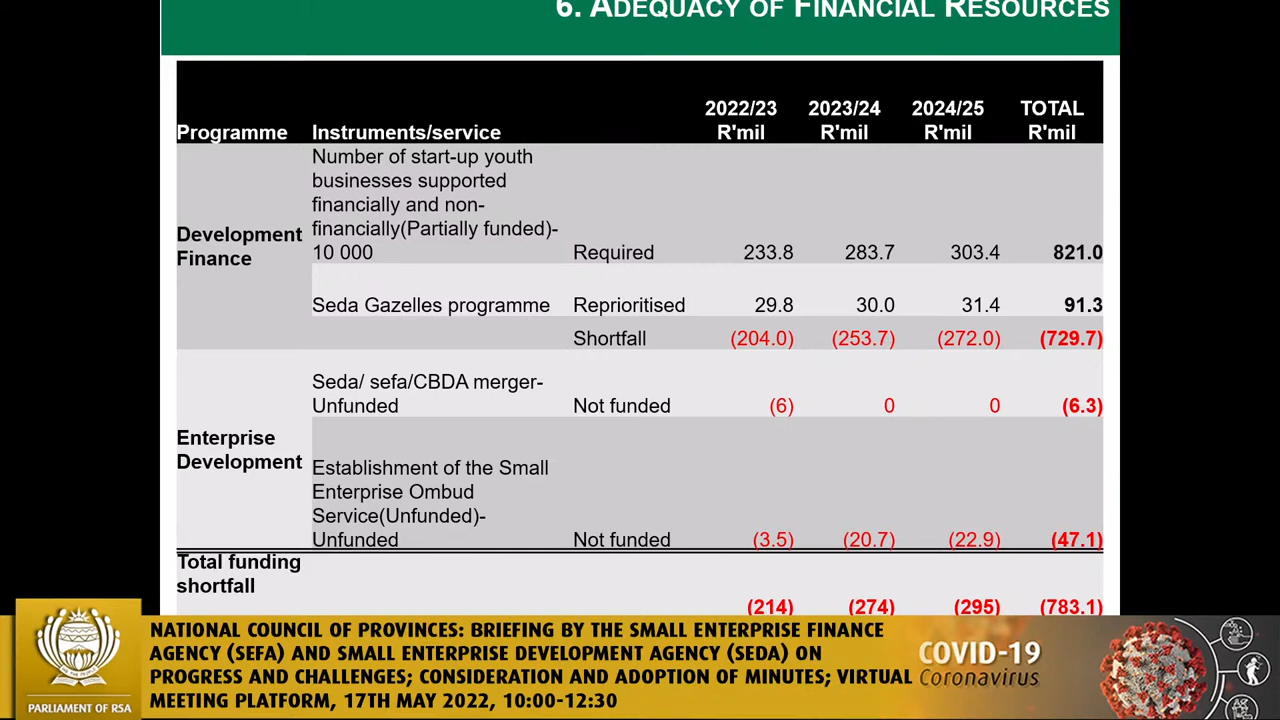 6. ADEQUACY OF FINANCIAL RESOURCES
2022/23 2023/24 2024/25 TOTAL
Programme Instruments/service R'mil R'mil R'mil R'mil
Number of start-up youth
businesses supported
financially and non-
Development financially(Partially funded)-
Finance 10 000 Required 233.8 283.7 303.4 821.0
Seda Gazelles programme Reprioritised 29.8 30.0 31.4 91.3
Shortfall (204.0) (253.7) (272.0) (729.7)
Seda/ sefa/CBDA merger-
Unfunded Not funded (6) 0 0 (6.3)
Enterprise
Development
Establishment of the Small
Enterprise Ombud
Service(Unfunded)-
Unfunded Not funded (3.5) (20.7) (22.9) (47.1)
Total funding
shortfall
(214) (274) (295) (783.1)
NATIONAL COUNCIL OF PROVINCES: BRIEFING BY THE SMALL ENTERPRISE FINANCE
AGENCY (SEFA) AND SMALL ENTERPRISE DEVELOPMENT AGENCY (SEDA) ON
PROGRESS AND CHALLENGES; CONSIDERATION AND ADOPTION OF MINUTES; VIRTUAL
MEETING PLATFORM, 17TH MAY 2022, 10:00-12:30
PARLIAMENT OF RSA
COVID-19
Coronavirus